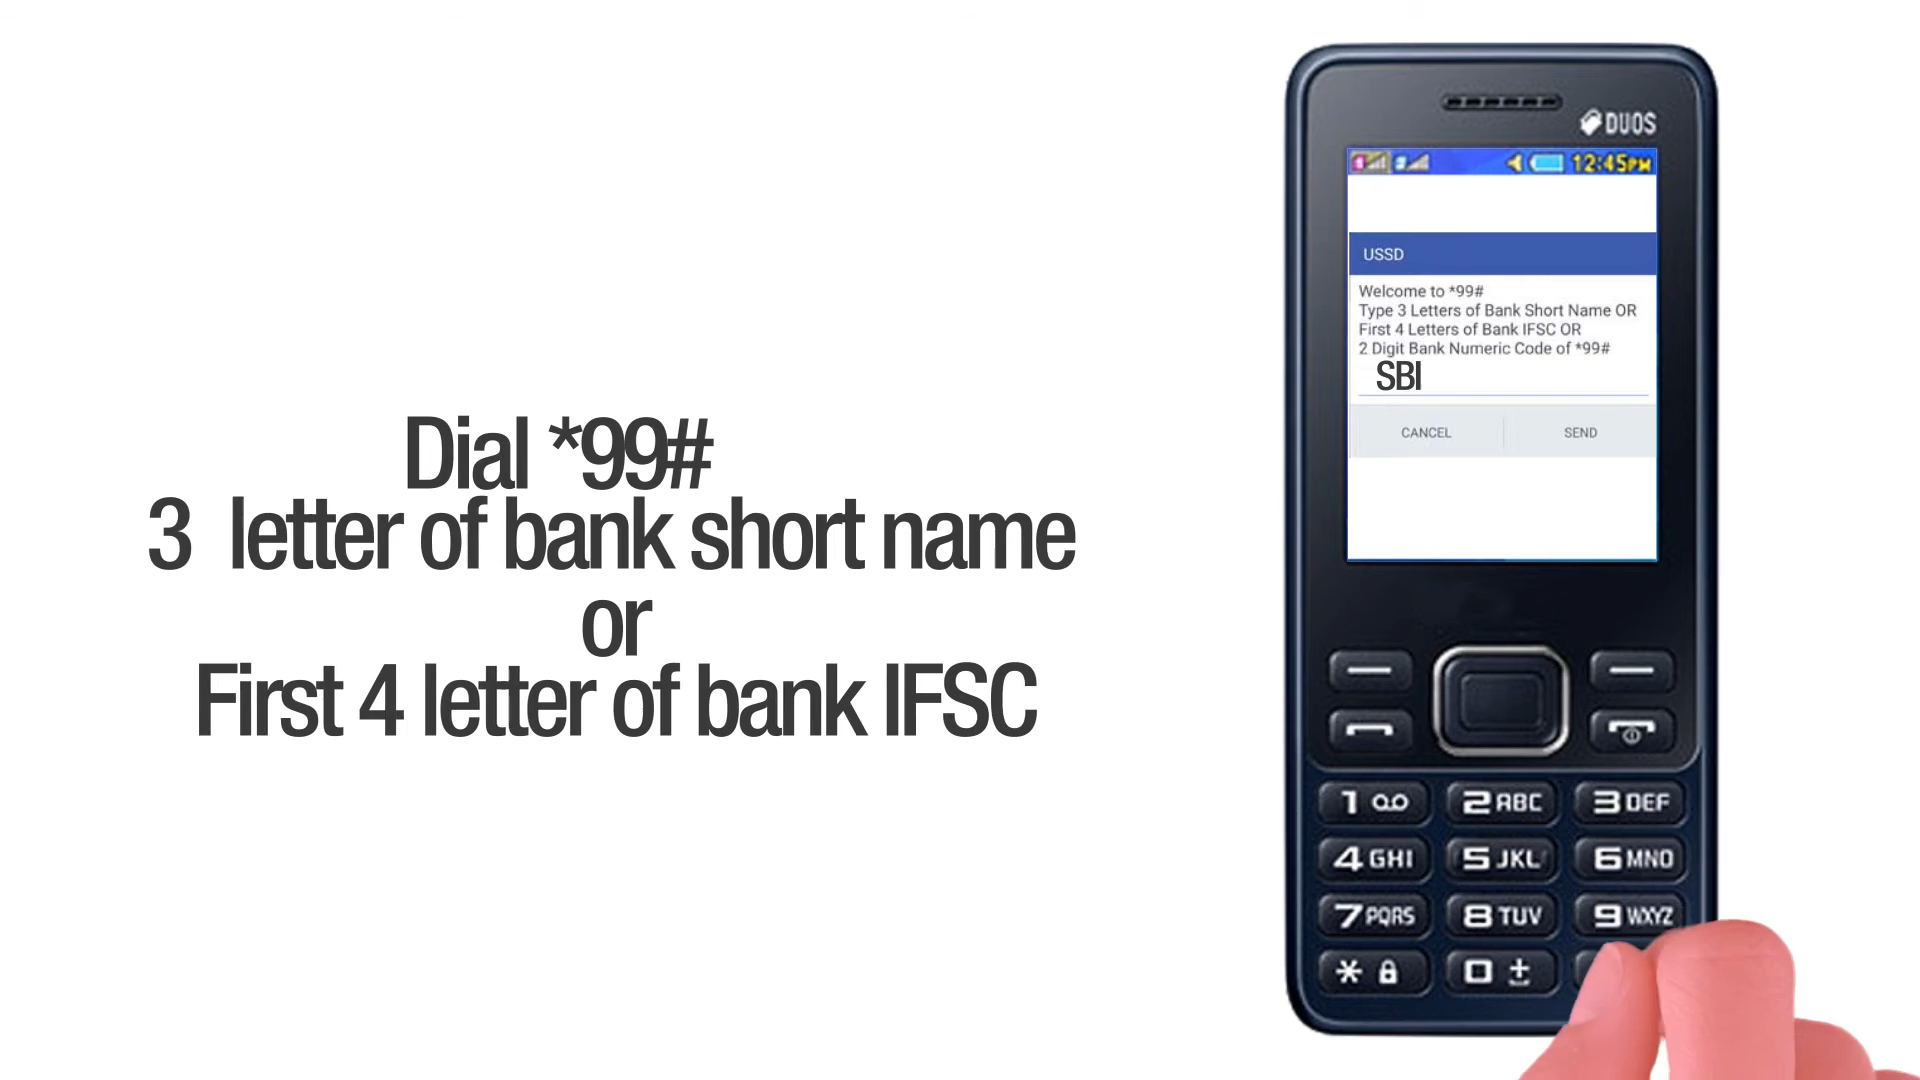 Dial *99#
3 letter of bank short name
or
First 4 letter of bank IFSC
DUOS
12:45PM
USSD
Welcome to *99#
Type 3 Letters of Bank Short Name OR
First 4 Letters of Bank IFSC OR
2 Digit Bank Numeric Code of *99#
SBI
CANCEL SEND
1
2 ABC
3 DEF
4 GHI
5 JKL
6 MNO
7 PQRS
8 TUV
9 WXYZ
*
0 +